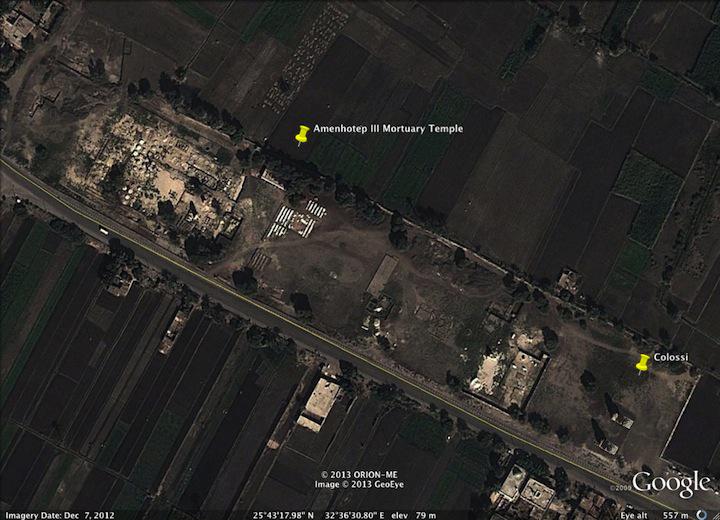 Amenhotep III Mortuary Temple
Colossi
© 2013 ORION-ME
Image © 2013 GeoEye
©2009 Google
Imagery Date: Dec 7, 2012 25°43'17.98" N 32°36'30.80" E elev 79 m Eye alt 557 m